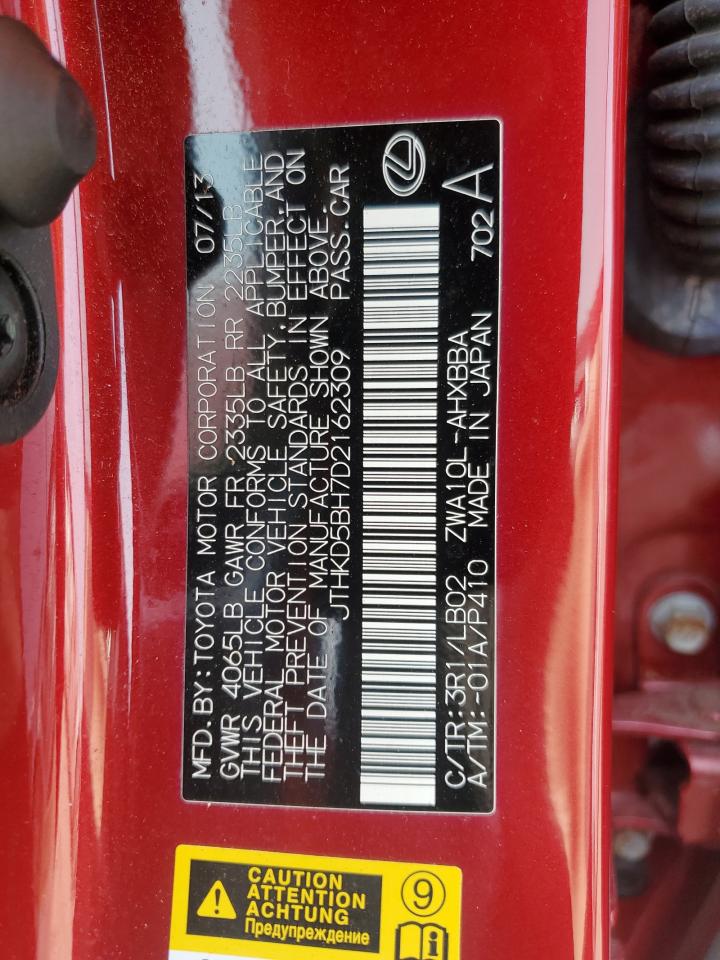 MFD.BY:TOYOTA MOTOR CORPORATION 07/13
GVWR 4065LB GAWR FR 2335LB RR 2235LB
THIS VEHICLE CONFORMS TO ALL APPLICABLE
FEDERAL MOTOR VEHICLE SAFETY,BUMPER,AND
THEFT PREVENTION STANDARDS IN EFFECT ON
THE DATE OF MANUFACTURE SHOWN ABOVE.
JTHKD5BH7D2162309 PASS.CAR
C/TR:3R1/LB02 ZWA10L-AHXBBA 702A
A/TM:-01A/P410 MADE IN JAPAN
CAUTION
ATTENTION
ACHTUNG
Предупреждение
9